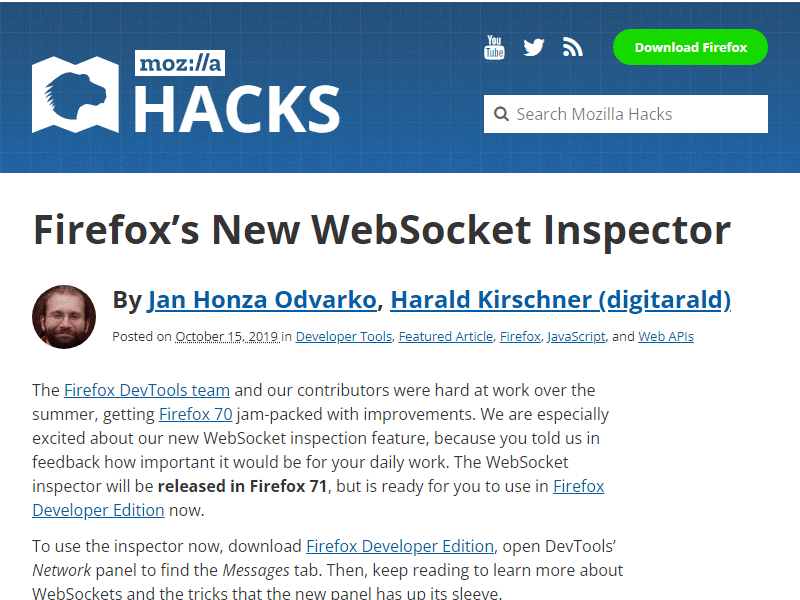 You Tube
Download Firefox
moz://a
HACKS
Search Mozilla Hacks
Firefox’s New WebSocket Inspector
By Jan Honza Odvarko, Harald Kirschner (digitarald)
Posted on October 15, 2019 in Developer Tools, Featured Article, Firefox, JavaScript, and Web APIs
The Firefox DevTools team and our contributors were hard at work over the
summer, getting Firefox 70 jam-packed with improvements. We are especially
excited about our new WebSocket inspection feature, because you told us in
feedback how important it would be for your daily work. The WebSocket
inspector will be released in Firefox 71, but is ready for you to use in Firefox
Developer Edition now.
To use the inspector now, download Firefox Developer Edition, open DevTools’
Network panel to find the Messages tab. Then, keep reading to learn more about
WebSockets and the tricks that the new panel has up its sleeve.